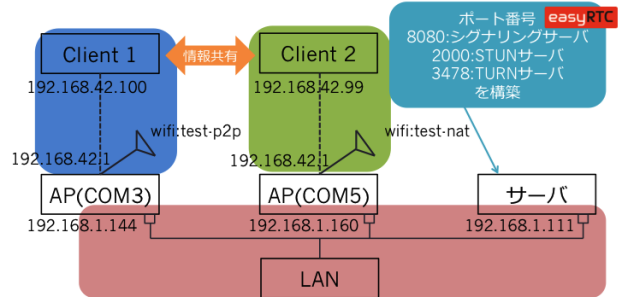 ポート番号
easyRTC
8080:シグナリングサーバ
2000:STUNサーバ
3478:TURNサーバ
を構築
Client 1
情報共有
Client 2
192.168.42.100
192.168.42.99
wifi:test-p2p
wifi:test-nat
192.168.42.1
192.168.42.1
AP(COM3)
AP(COM5)
サーバ
192.168.1.144
192.168.1.160
192.168.1.111
LAN